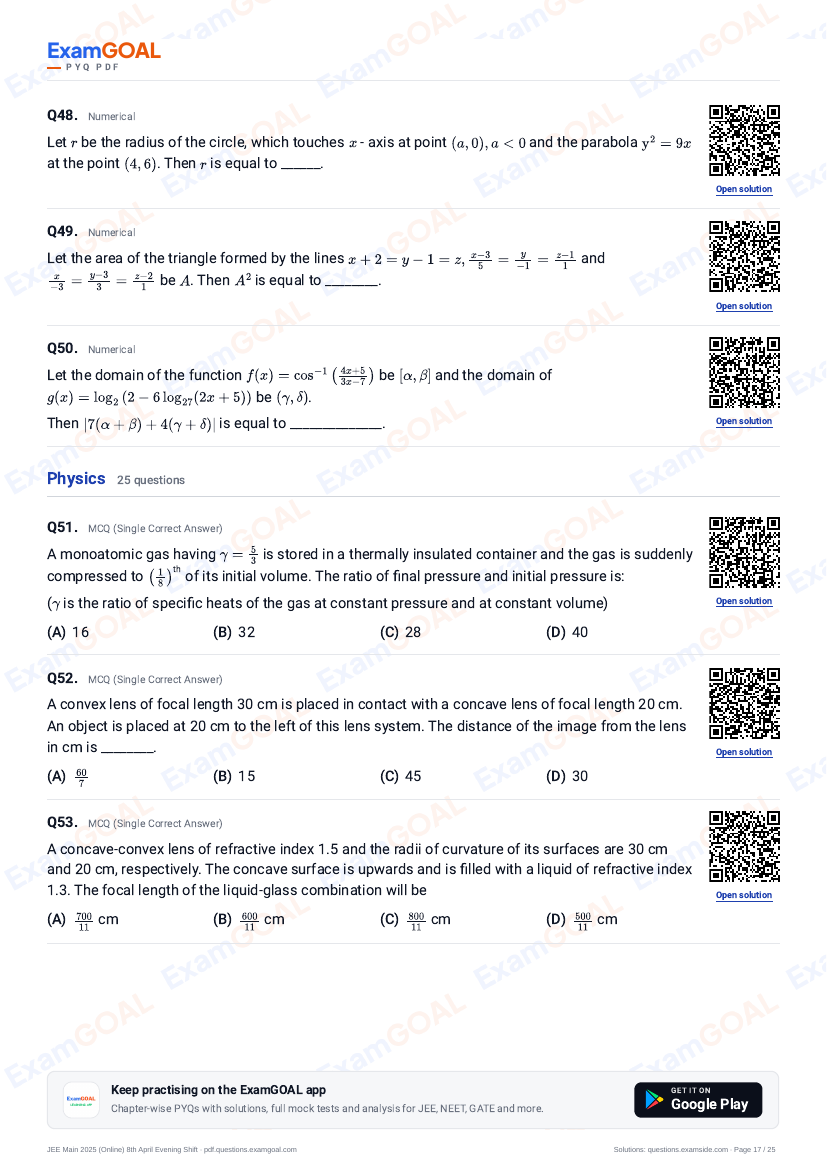 ExamGOAL
PYQ PDF
Q48. Numerical
Let r be the radius of the circle, which touches x - axis at point (a, 0), a < 0 and the parabola y² = 9x
at the point (4, 6). Then r is equal to ______.
Open solution
Q49. Numerical
Let the area of the triangle formed by the lines x + 2 = y − 1 = z, \frac{x−3}{5} = \frac{y}{−1} = \frac{z−1}{1} and
\frac{x}{−3} = \frac{y−3}{3} = \frac{z−2}{1} be A. Then A² is equal to ________.
Open solution
Q50. Numerical
Let the domain of the function f(x) = cos⁻¹ (\frac{4x+5}{3x−7}) be [α, β] and the domain of
g(x) = log₂ (2 − 6 log₂₇(2x + 5)) be (γ, δ).
Then |7(α + β) + 4(γ + δ)| is equal to ______________.
Open solution
Physics 25 questions
Q51. MCQ (Single Correct Answer)
A monoatomic gas having γ = \frac{5}{3} is stored in a thermally insulated container and the gas is suddenly
compressed to (\frac{1}{8})^{th} of its initial volume. The ratio of final pressure and initial pressure is:
(γ is the ratio of specific heats of the gas at constant pressure and at constant volume)
(A) 16 (B) 32 (C) 28 (D) 40
Open solution
Q52. MCQ (Single Correct Answer)
A convex lens of focal length 30 cm is placed in contact with a concave lens of focal length 20 cm.
An object is placed at 20 cm to the left of this lens system. The distance of the image from the lens
in cm is ________.
(A) \frac{60}{7} (B) 15 (C) 45 (D) 30
Open solution
Q53. MCQ (Single Correct Answer)
A concave-convex lens of refractive index 1.5 and the radii of curvature of its surfaces are 30 cm
and 20 cm, respectively. The concave surface is upwards and is filled with a liquid of refractive index
1.3. The focal length of the liquid-glass combination will be
(A) \frac{700}{11} cm (B) \frac{600}{11} cm (C) \frac{800}{11} cm (D) \frac{500}{11} cm
Open solution
ExamGOAL
Keep practising on the ExamGOAL app
Chapter-wise PYQs with solutions, full mock tests and analysis for JEE, NEET, GATE and more.
GET IT ON
Google Play
JEE Main 2025 (Online) 8th April Evening Shift · pdf.questions.examgoal.com
Solutions: questions.examside.com · Page 17 / 25